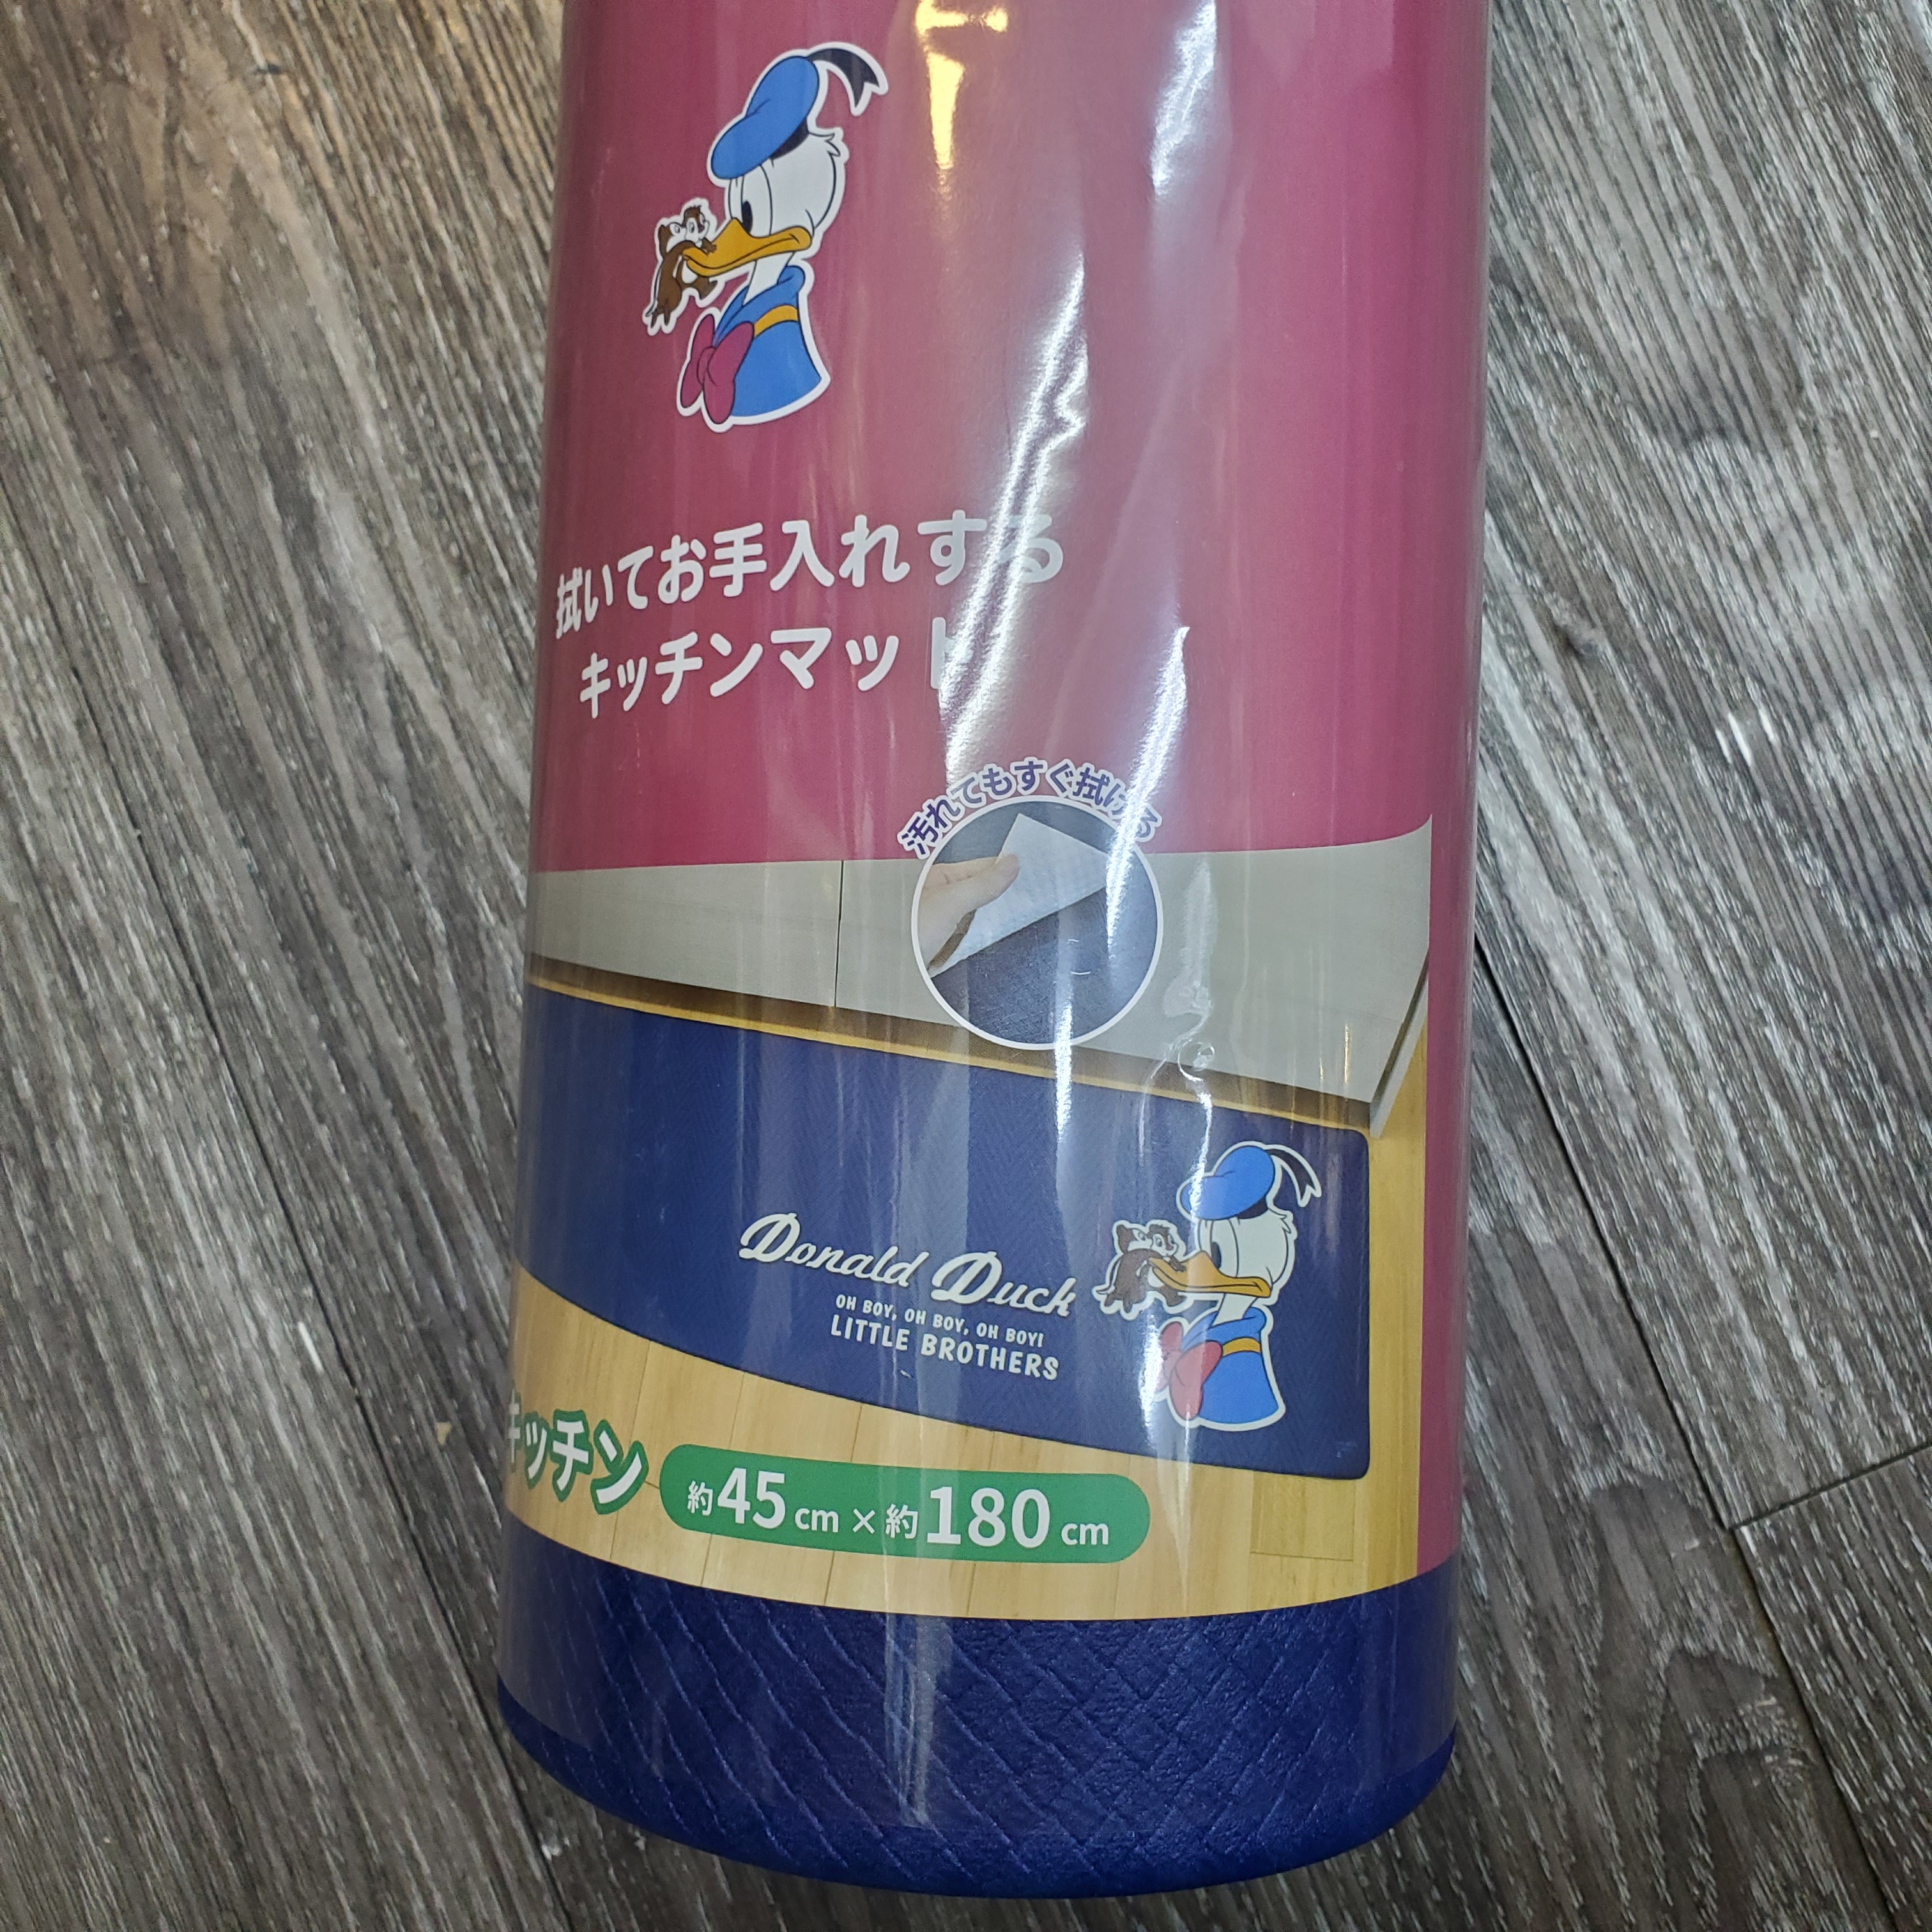 拭いてお手入れする
キッチンマット
汚れてもすぐ拭ける
Donald Duck
OH BOY, OH BOY, OH BOY!
LITTLE BROTHERS
キッチン
約45cm×約180cm